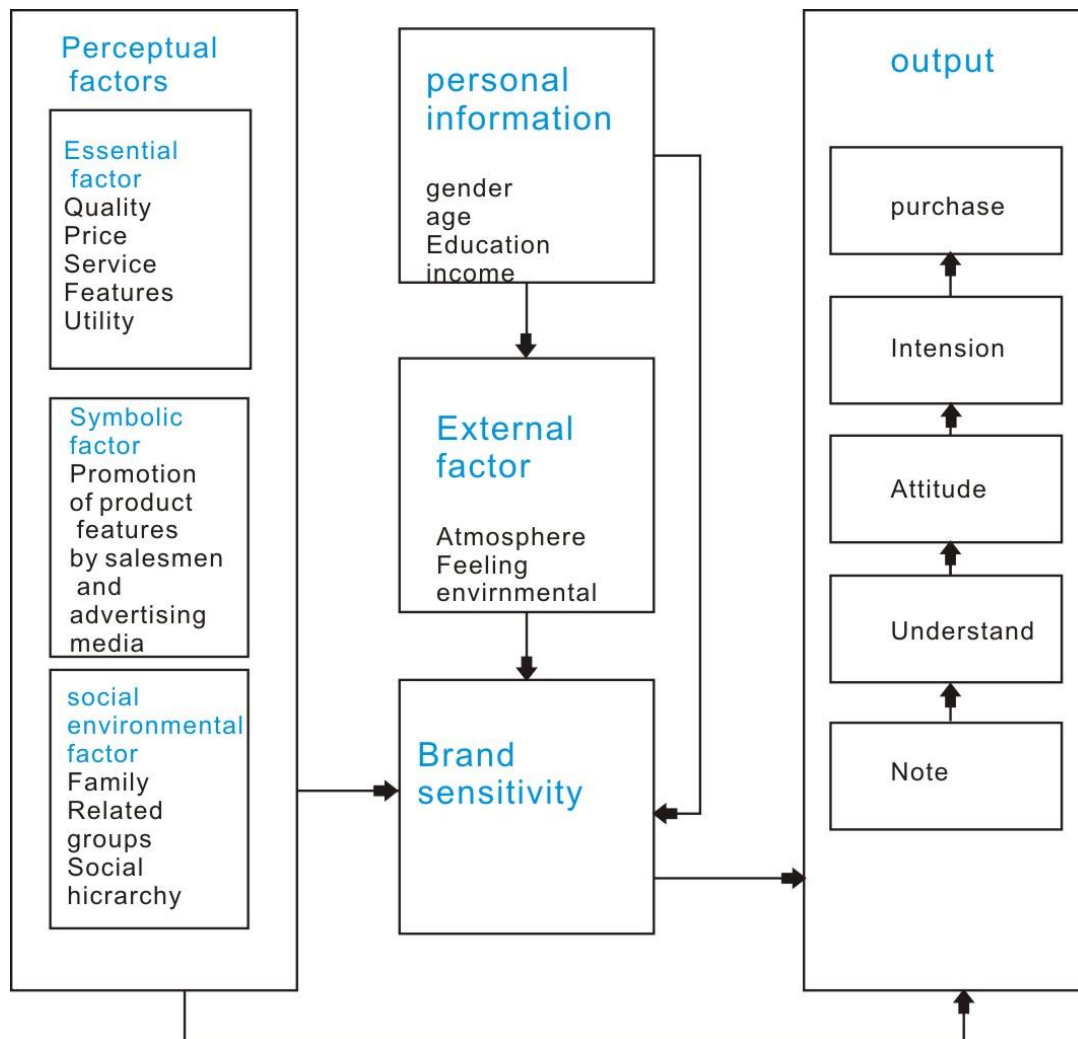 Perceptual
factors
Essential
factor
Quality
Price
Service
Features
Utility
Symbolic
factor
Promotion
of product
features
by salesmen
and
advertising
media
social
environmental
factor
Family
Related
groups
Social
hicrarchy
personal
information
gender
age
Education
income
External
factor
Atmosphere
Feeling
envirnmental
Brand
sensitivity
output
purchase
Intension
Attitude
Understand
Note